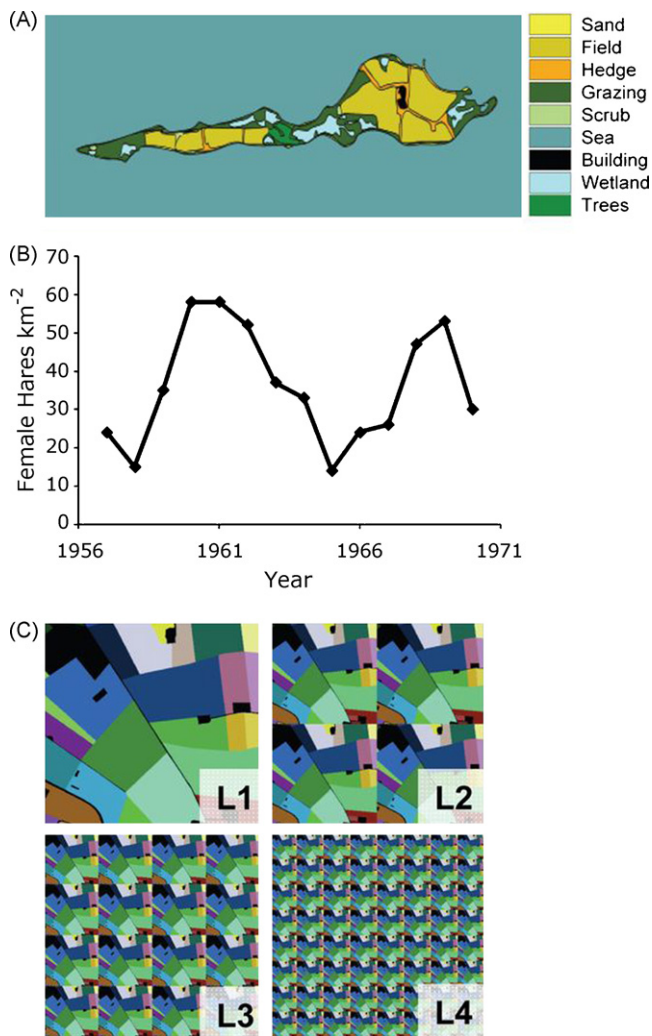 (A)
Sand
Field
Hedge
Grazing
Scrub
Sea
Building
Wetland
Trees
(B)
Female Hares km⁻²
70
60
50
40
30
20
10
0
1956 1961 1966 1971
Year
(C)
L1 L2
L3 L4